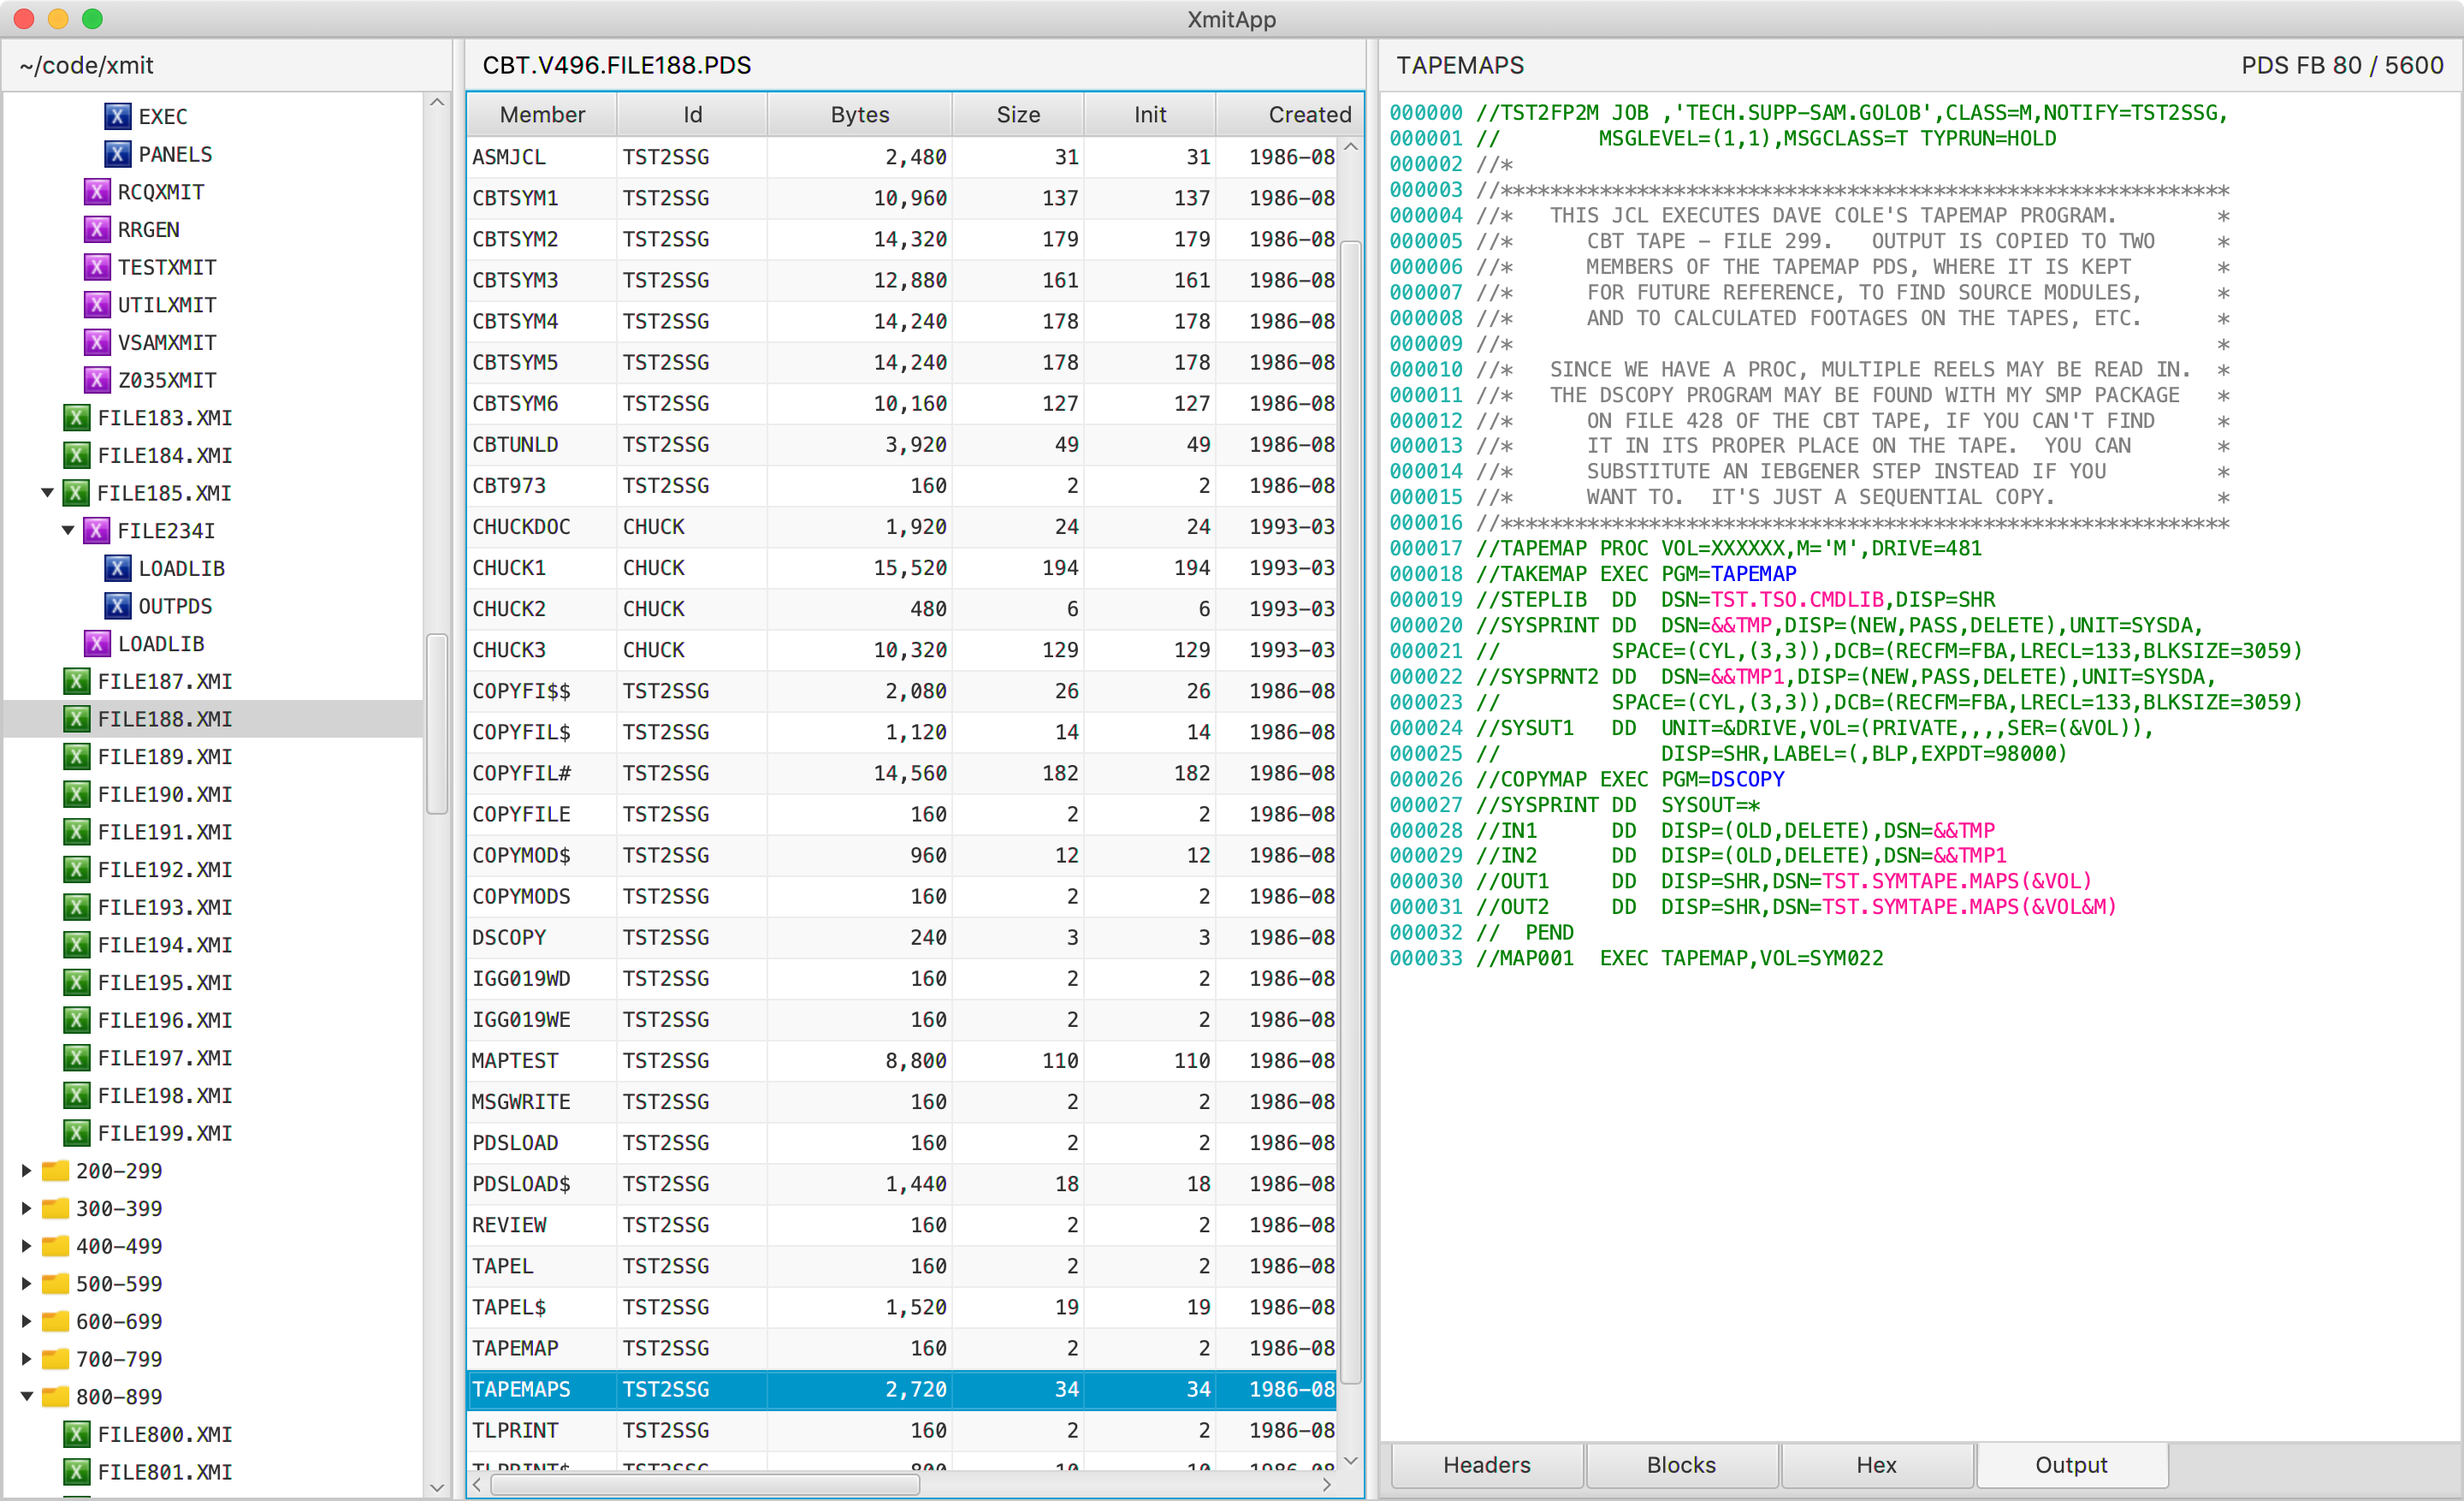 XmitApp
~/code/xmit
EXEC
PANELS
RCQXMIT
RRGEN
TESTXMIT
UTILXMIT
VSAMXMIT
Z035XMIT
FILE183.XMI
FILE184.XMI
FILE185.XMI
FILE234I
LOADLIB
OUTPDS
LOADLIB
FILE187.XMI
FILE188.XMI
FILE189.XMI
FILE190.XMI
FILE191.XMI
FILE192.XMI
FILE193.XMI
FILE194.XMI
FILE195.XMI
FILE196.XMI
FILE197.XMI
FILE198.XMI
FILE199.XMI
200-299
300-399
400-499
500-599
600-699
700-799
800-899
FILE800.XMI
FILE801.XMI
CBT.V496.FILE188.PDS
Member Id Bytes Size Init Created
ASMJCL TST2SSG 2,480 31 31 1986-08
CBTSYM1 TST2SSG 10,960 137 137 1986-08
CBTSYM2 TST2SSG 14,320 179 179 1986-08
CBTSYM3 TST2SSG 12,880 161 161 1986-08
CBTSYM4 TST2SSG 14,240 178 178 1986-08
CBTSYM5 TST2SSG 14,240 178 178 1986-08
CBTSYM6 TST2SSG 10,160 127 127 1986-08
CBTUNLD TST2SSG 3,920 49 49 1986-08
CBT973 TST2SSG 160 2 2 1986-08
CHUCKDOC CHUCK 1,920 24 24 1993-03
CHUCK1 CHUCK 15,520 194 194 1993-03
CHUCK2 CHUCK 480 6 6 1993-03
CHUCK3 CHUCK 10,320 129 129 1993-03
COPYFI$$ TST2SSG 2,080 26 26 1986-08
COPYFIL$ TST2SSG 1,120 14 14 1986-08
COPYFIL# TST2SSG 14,560 182 182 1986-08
COPYFILE TST2SSG 160 2 2 1986-08
COPYMOD$ TST2SSG 960 12 12 1986-08
COPYMODS TST2SSG 160 2 2 1986-08
DSCOPY TST2SSG 240 3 3 1986-08
IGG019WD TST2SSG 160 2 2 1986-08
IGG019WE TST2SSG 160 2 2 1986-08
MAPTEST TST2SSG 8,800 110 110 1986-08
MSGWRITE TST2SSG 160 2 2 1986-08
PDSLOAD TST2SSG 160 2 2 1986-08
PDSLOAD$ TST2SSG 1,440 18 18 1986-08
REVIEW TST2SSG 160 2 2 1986-08
TAPEL TST2SSG 160 2 2 1986-08
TAPEL$ TST2SSG 1,520 19 19 1986-08
TAPEMAP TST2SSG 160 2 2 1986-08
TAPEMAPS TST2SSG 2,720 34 34 1986-08
TLPRINT TST2SSG 160 2 2 1986-08
TLPRINT$ TST2SSG 800 10 10 1986-08
TAPEMAPS PDS FB 80 / 5600
000000 //TST2FP2M JOB ,'TECH.SUPP-SAM.GOLOB',CLASS=M,NOTIFY=TST2SSG,
000001 //        MSGLEVEL=(1,1),MSGCLASS=T TYPRUN=HOLD
000002 //*
000003 //***********************************************************
000004 //*   THIS JCL EXECUTES DAVE COLE'S TAPEMAP PROGRAM.        *
000005 //*      CBT TAPE - FILE 299.   OUTPUT IS COPIED TO TWO     *
000006 //*      MEMBERS OF THE TAPEMAP PDS, WHERE IT IS KEPT       *
000007 //*      FOR FUTURE REFERENCE, TO FIND SOURCE MODULES,      *
000008 //*      AND TO CALCULATED FOOTAGES ON THE TAPES, ETC.      *
000009 //*                                                         *
000010 //*   SINCE WE HAVE A PROC, MULTIPLE REELS MAY BE READ IN.  *
000011 //*   THE DSCOPY PROGRAM MAY BE FOUND WITH MY SMP PACKAGE   *
000012 //*      ON FILE 428 OF THE CBT TAPE, IF YOU CAN'T FIND     *
000013 //*      IT IN ITS PROPER PLACE ON THE TAPE.  YOU CAN       *
000014 //*      SUBSTITUTE AN IEBGENER STEP INSTEAD IF YOU         *
000015 //*      WANT TO.  IT'S JUST A SEQUENTIAL COPY.             *
000016 //***********************************************************
000017 //TAPEMAP PROC VOL=XXXXXX,M='M',DRIVE=481
000018 //TAKEMAP EXEC PGM=TAPEMAP
000019 //STEPLIB  DD  DSN=TST.TSO.CMDLIB,DISP=SHR
000020 //SYSPRINT DD  DSN=&&TMP,DISP=(NEW,PASS,DELETE),UNIT=SYSDA,
000021 //         SPACE=(CYL,(3,3)),DCB=(RECFM=FBA,LRECL=133,BLKSIZE=3059)
000022 //SYSPRNT2 DD  DSN=&&TMP1,DISP=(NEW,PASS,DELETE),UNIT=SYSDA,
000023 //         SPACE=(CYL,(3,3)),DCB=(RECFM=FBA,LRECL=133,BLKSIZE=3059)
000024 //SYSUT1   DD  UNIT=&DRIVE,VOL=(PRIVATE,,,,SER=(&VOL)),
000025 //             DISP=SHR,LABEL=(,BLP,EXPDT=98000)
000026 //COPYMAP EXEC PGM=DSCOPY
000027 //SYSPRINT DD  SYSOUT=*
000028 //IN1      DD  DISP=(OLD,DELETE),DSN=&&TMP
000029 //IN2      DD  DISP=(OLD,DELETE),DSN=&&TMP1
000030 //OUT1     DD  DISP=SHR,DSN=TST.SYMTAPE.MAPS(&VOL)
000031 //OUT2     DD  DISP=SHR,DSN=TST.SYMTAPE.MAPS(&VOL&M)
000032 //  PEND
000033 //MAP001  EXEC TAPEMAP,VOL=SYM022
Headers Blocks Hex Output